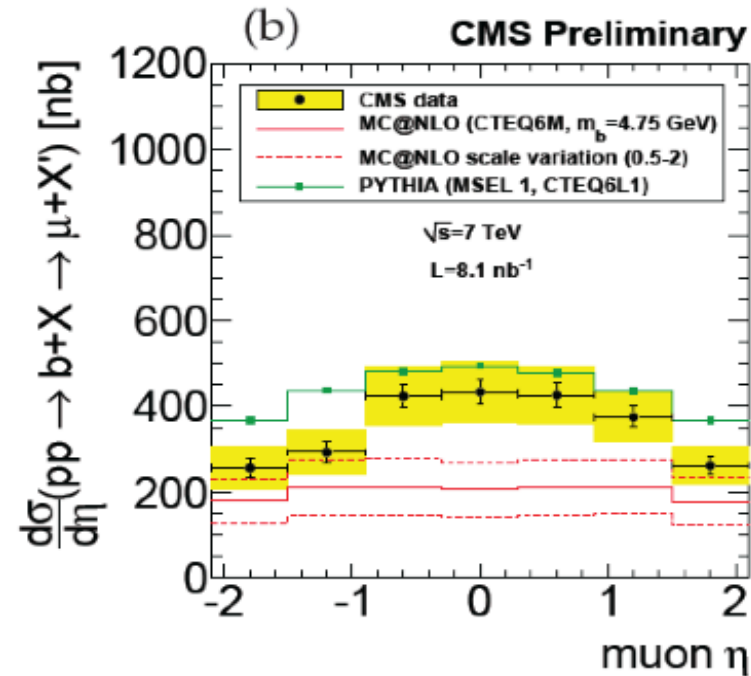 (b) CMS Preliminary
dσ/dη(pp → b+X → μ+X') [nb]
1200
1000
800
600
400
200
0
CMS data
MC@NLO (CTEQ6M, m_b=4.75 GeV)
MC@NLO scale variation (0.5-2)
PYTHIA (MSEL 1, CTEQ6L1)
√s=7 TeV
L=8.1 nb⁻¹
-2 -1 0 1 2
muon η